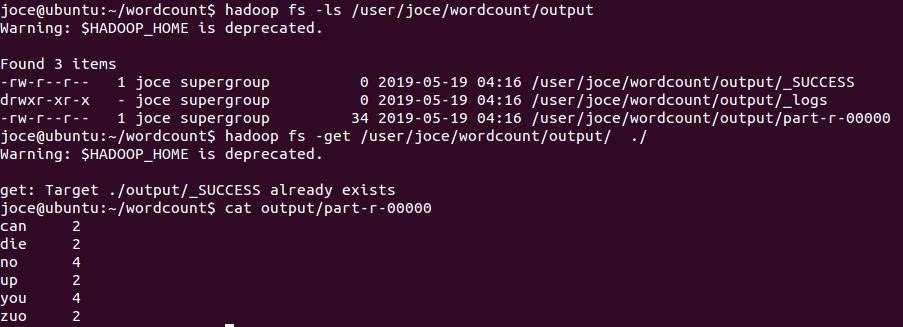 joce@ubuntu:~/wordcount$ hadoop fs -ls /user/joce/wordcount/output
Warning: $HADOOP_HOME is deprecated.

Found 3 items
-rw-r--r--   1 joce supergroup          0 2019-05-19 04:16 /user/joce/wordcount/output/_SUCCESS
drwxr-xr-x   - joce supergroup          0 2019-05-19 04:16 /user/joce/wordcount/output/_logs
-rw-r--r--   1 joce supergroup         34 2019-05-19 04:16 /user/joce/wordcount/output/part-r-00000
joce@ubuntu:~/wordcount$ hadoop fs -get /user/joce/wordcount/output/  ./
Warning: $HADOOP_HOME is deprecated.

get: Target ./output/_SUCCESS already exists
joce@ubuntu:~/wordcount$ cat output/part-r-00000
can     2
die     2
no      4
up      2
you     4
zuo     2